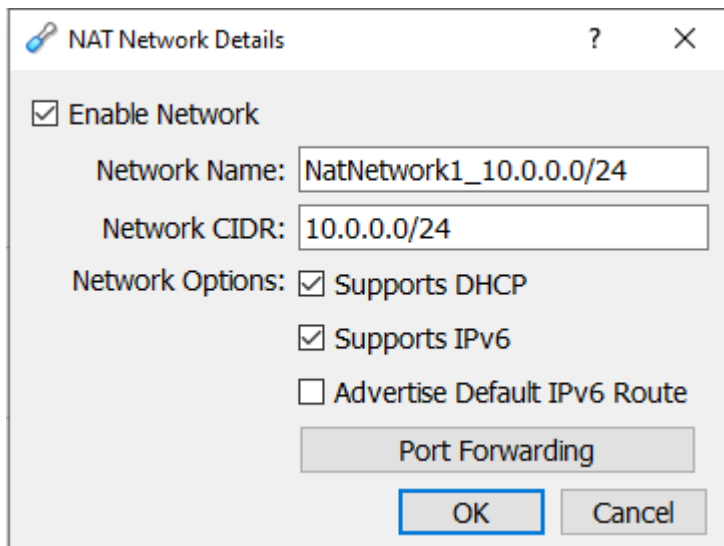 NAT Network Details
?
Enable Network
Network Name: NatNetwork1_10.0.0.0/24
Network CIDR: 10.0.0.0/24
Network Options: Supports DHCP
Supports IPv6
Advertise Default IPv6 Route
Port Forwarding
OK Cancel